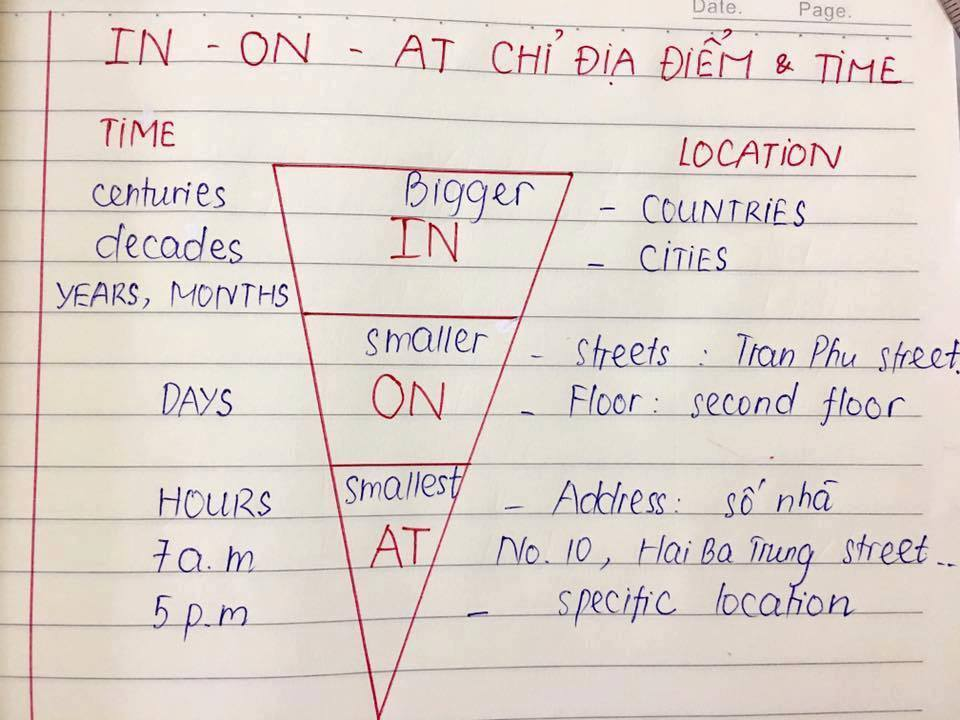 Date. Page.
IN - ON - AT CHỈ ĐỊA ĐIỂM & TIME
TIME
LOCATION
centuries
Bigger
- COUNTRIES
decades
IN
- CITIES
YEARS, MONTHS
smaller
- streets : Tran Phu street.
DAYS
ON
- Floor : second floor
HOURS
smallest
- Address : số nhà
7 a.m
AT
No. 10, Hai Ba Trung street ..
5 p.m
- specific location